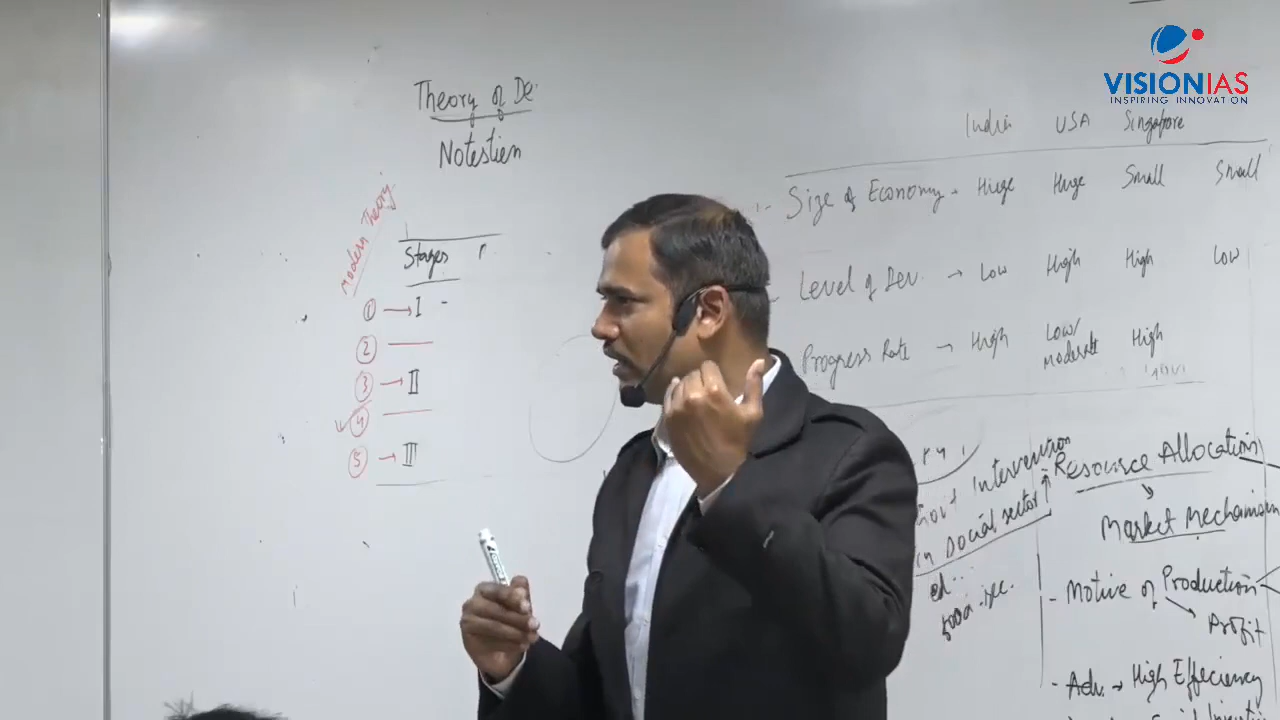 VISIONIAS
INSPIRING INNOVATION
Theory of De.
Notestien
Modern Theory
Stages
1 → I -
2
3 → II
4
5 → III
India USA Singapore
Size of Economy → Huge Huge Small Small
Level of Dev. → Low High High Low
Progress Rate → High Low/moderate High
Govt Intervention
in social sector
ed...
Resource Allocation
Market Mechanism
- Motive of Production
Profit
- Adv. → High Effeciency